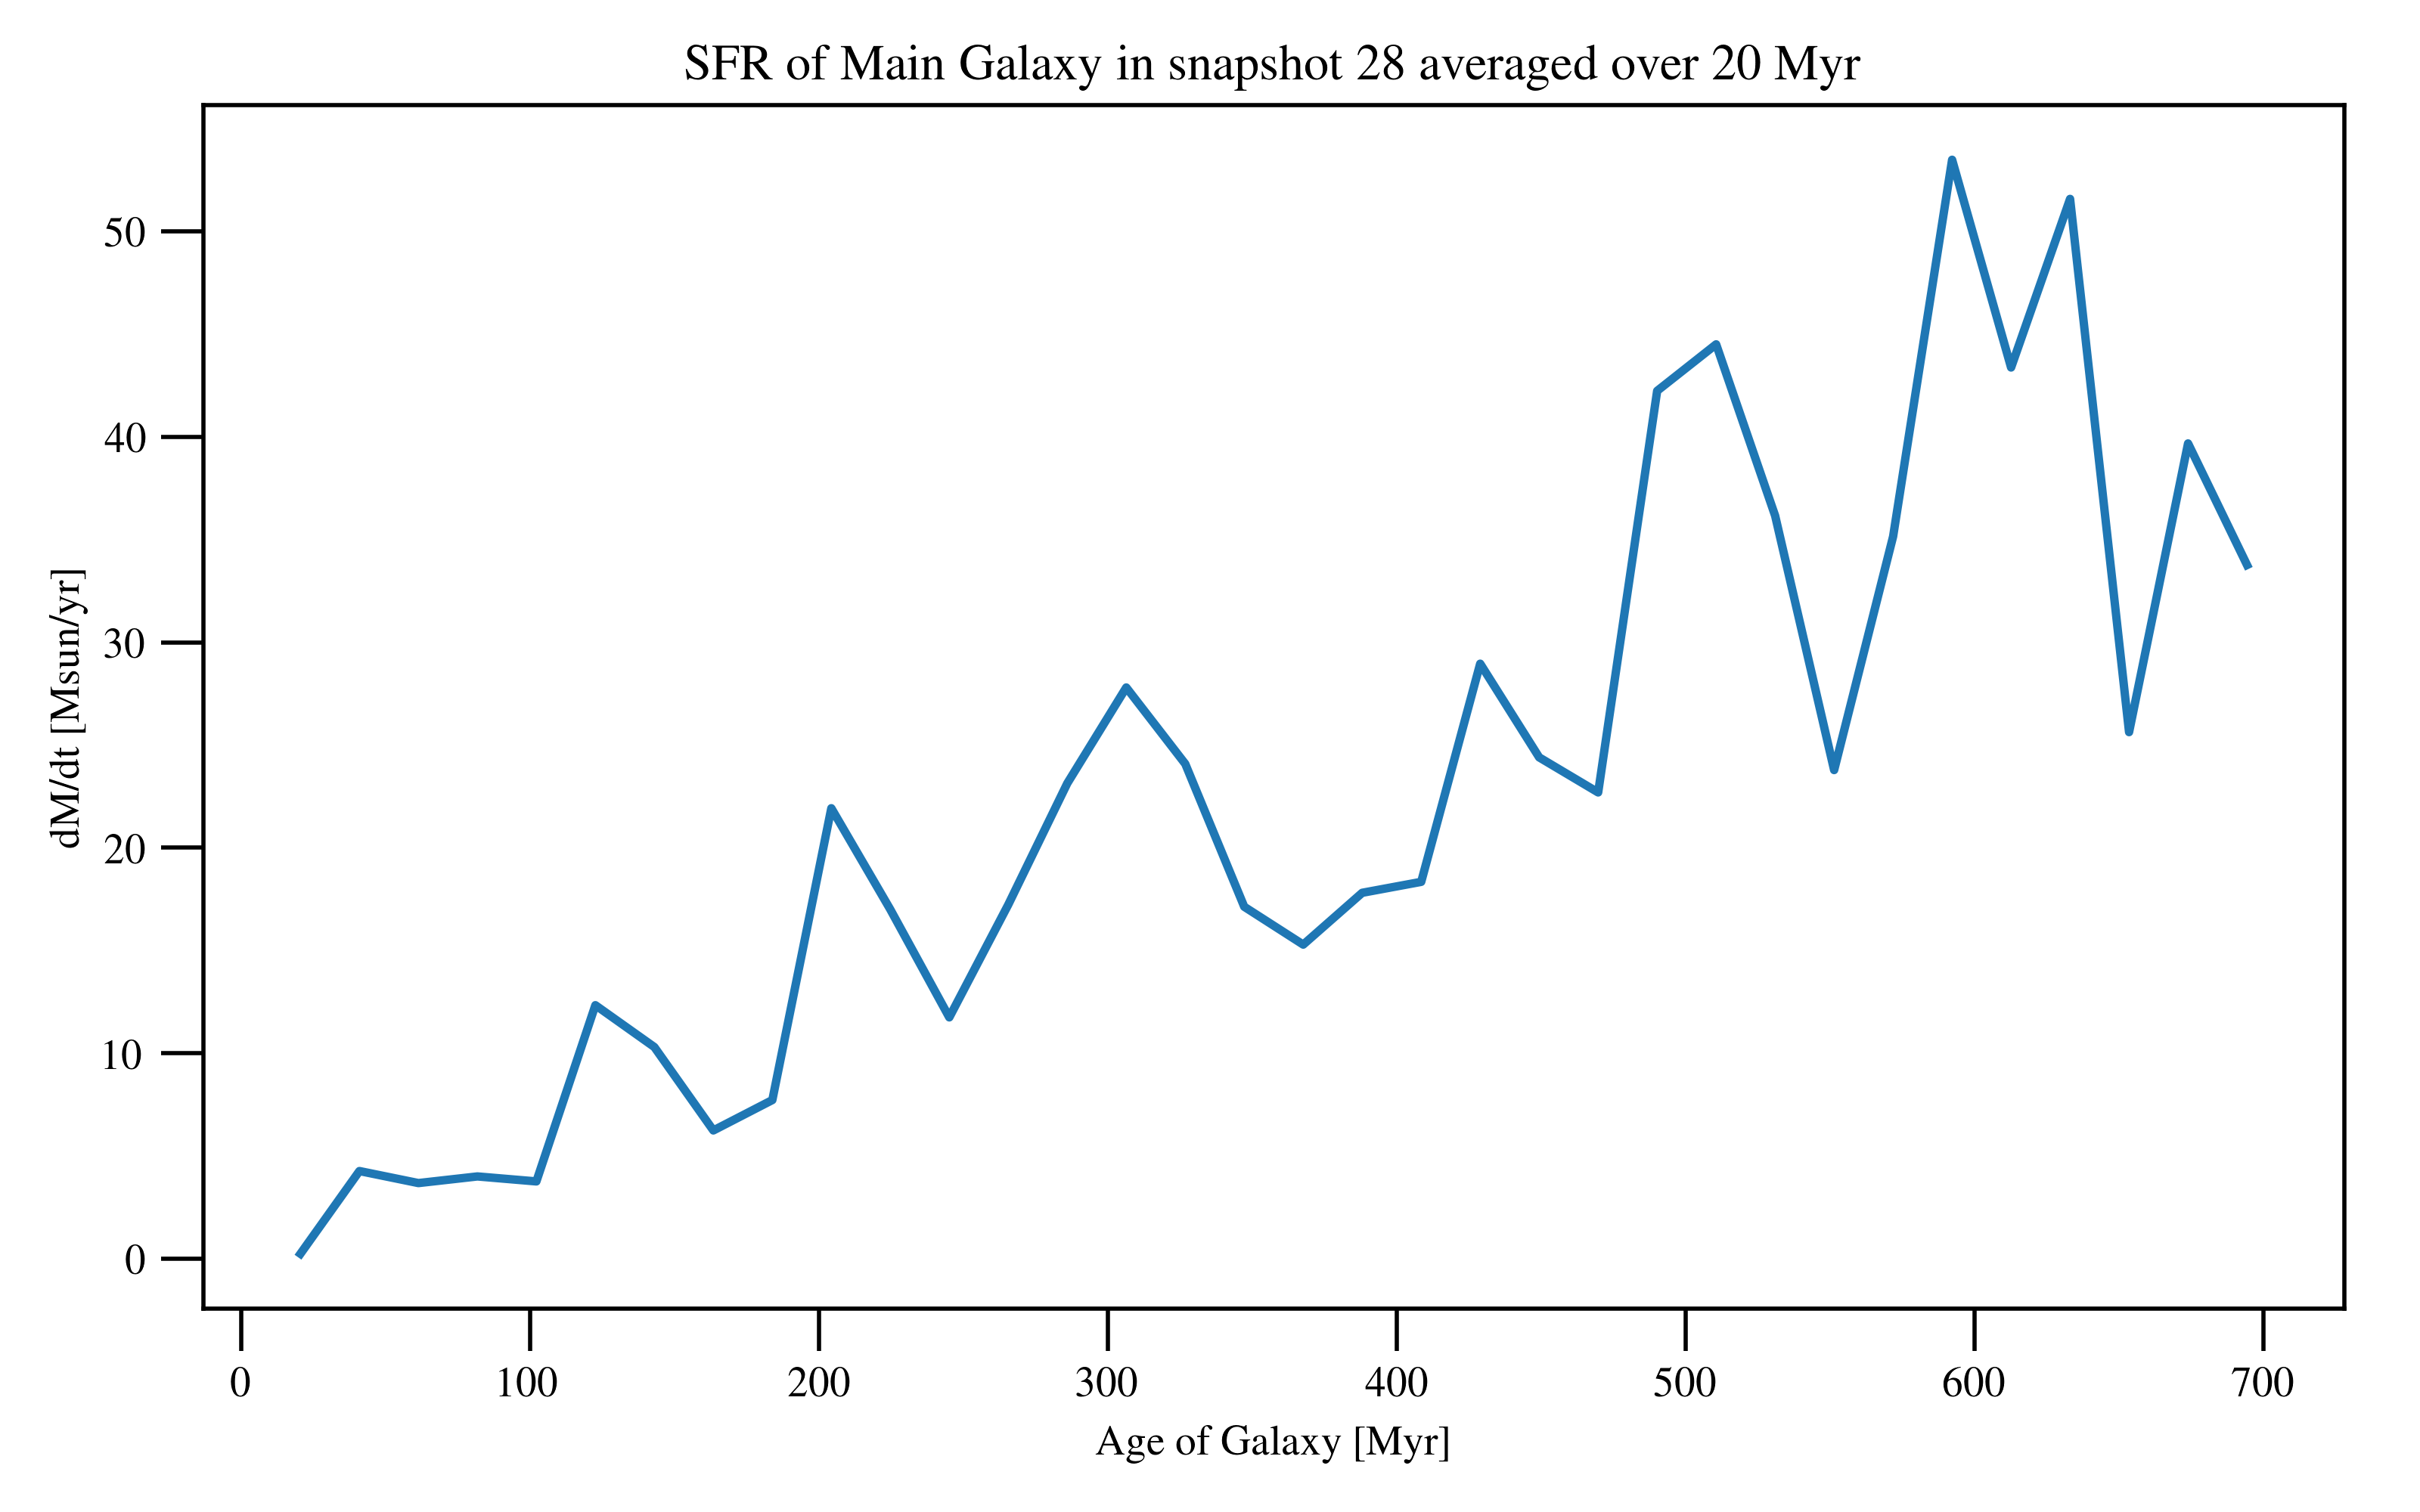 SFR of Main Galaxy in snapshot 28 averaged over 20 Myr
dM/dt [Msun/yr]
50
40
30
20
10
0
0 100 200 300 400 500 600 700
Age of Galaxy [Myr]